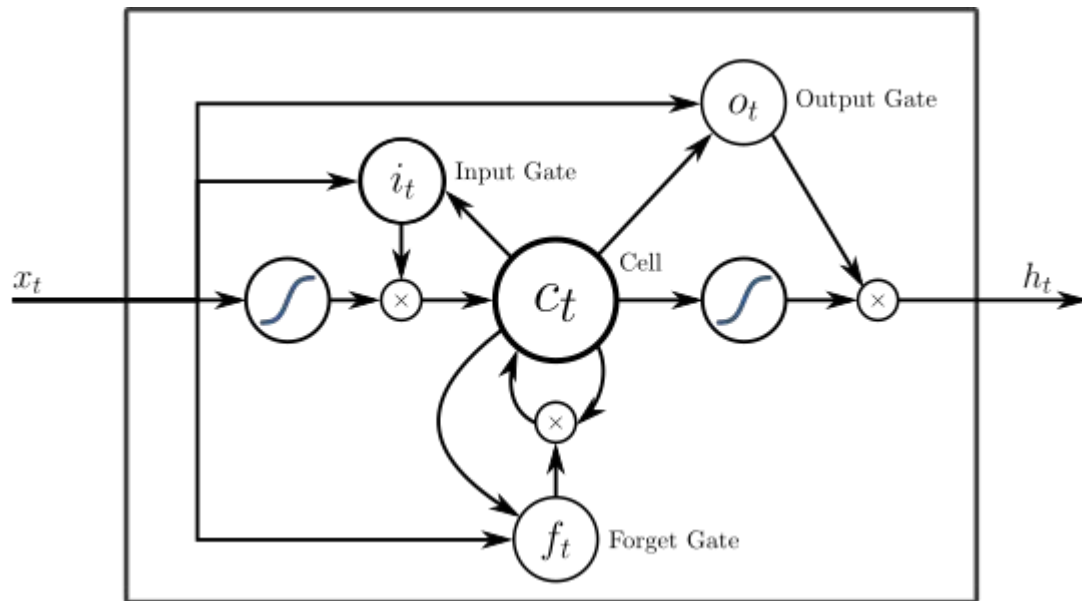 o_t Output Gate
i_t Input Gate
x_t
Cell
h_t
×
c_t
×
×
f_t Forget Gate